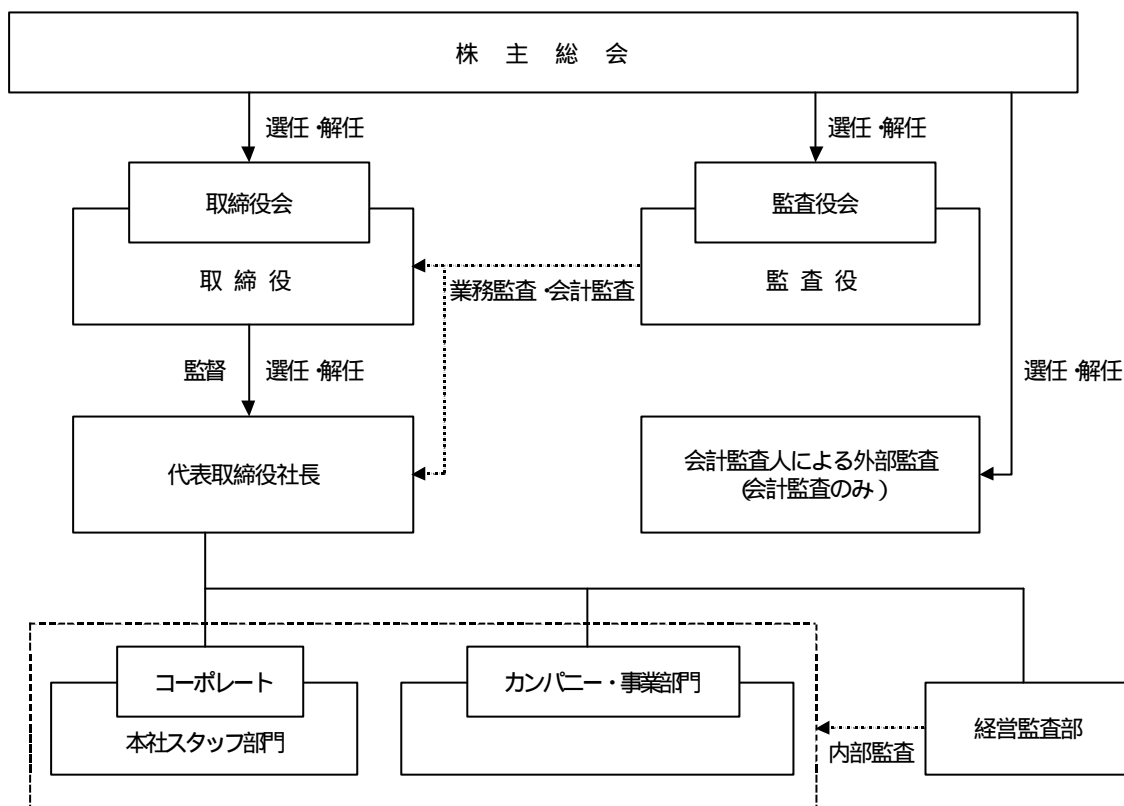 株 主 総 会
選任・解任
選任・解任
取締役会
監査役会
取 締 役
監 査 役
業務監査・会計監査
監督
選任・解任
選任・解任
代表取締役社長
会計監査人による外部監査
(会計監査のみ)
コーポレート
カンパニー・事業部門
本社スタッフ部門
経営監査部
内部監査